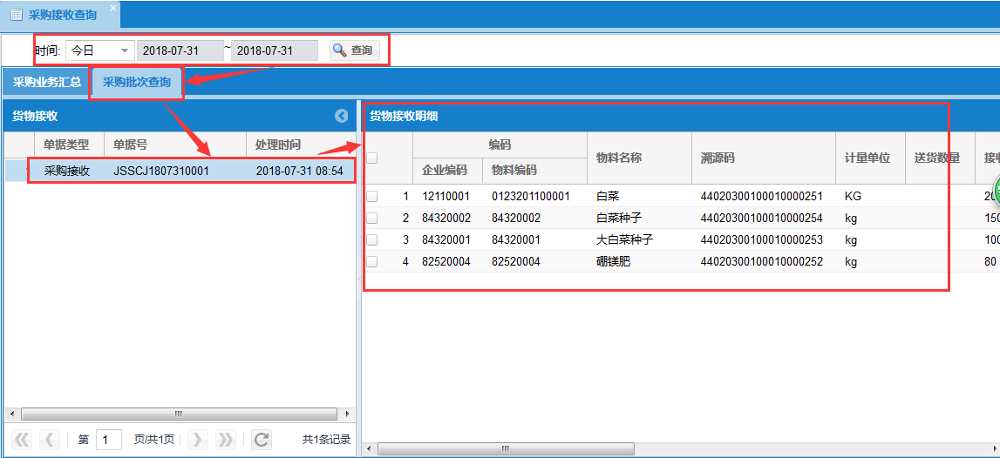 采购接收查询
时间: 今日 2018-07-31 ~ 2018-07-31 查询
采购业务汇总 采购批次查询
货物接收
单据类型 单据号 处理时间
采购接收 JSSCJ1807310001 2018-07-31 08:54
第 1 页/共1页 共1条记录
货物接收明细
编码 物料名称 溯源码 计量单位 送货数量 接收
企业编码 物料编码
1 12110001 0123201100001 白菜 44020300100010000251 KG 20
2 84320002 84320002 白菜种子 44020300100010000254 kg 150
3 84320001 84320001 大白菜种子 44020300100010000253 kg 100
4 82520004 82520004 硼镁肥 44020300100010000252 kg 80